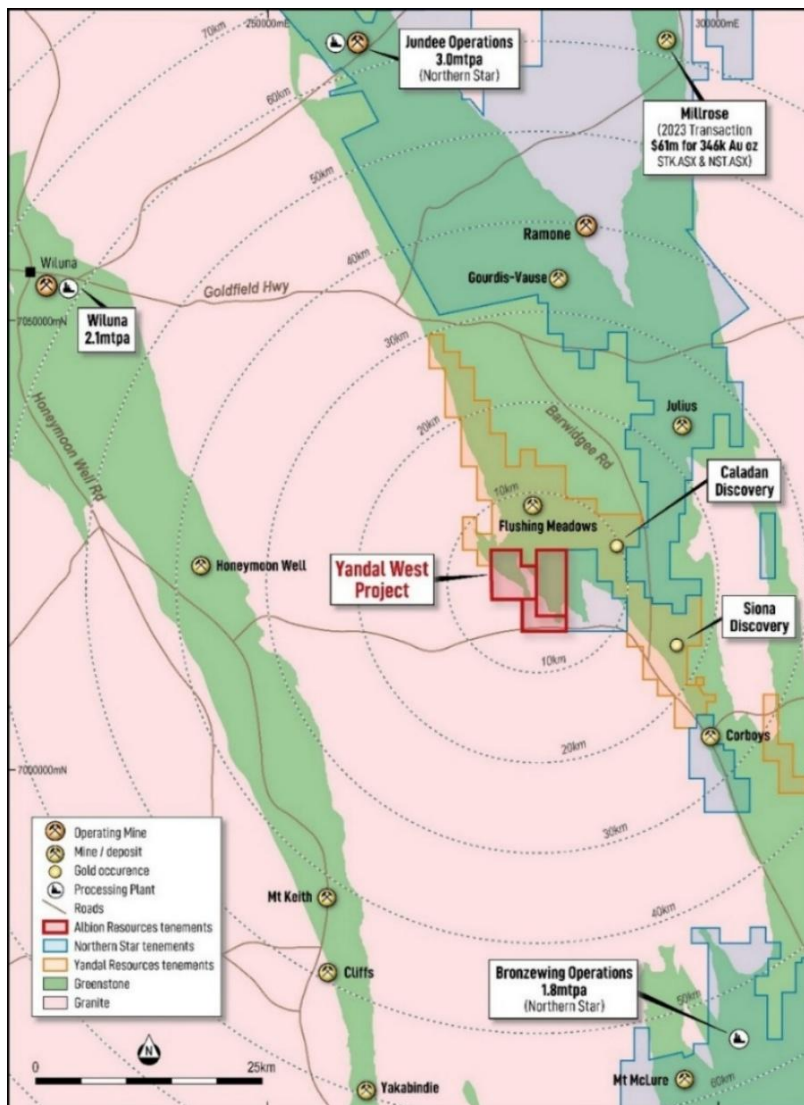 250000mE
300000mE
70km
Jundee Operations
3.0mtpa
(Northern Star)
Millrose
(2023 Transaction
$61m for 346k Au oz
STK.ASX & NST.ASX)
60km
50km
Ramone
40km
Gourdis-Vause
Wiluna
Goldfield Hwy
Wiluna
2.1mtpa
7050000mN
30km
Honeymoon Well Rd
20km
Barwidgee Rd
Julius
10km
Caladan
Discovery
Flushing Meadows
Honeymoon Well
Yandal West
Project
Siona
Discovery
10km
20km
Corboys
7000000mN
30km
Operating Mine
Mine / deposit
Gold occurence
Processing Plant
Roads
Albion Resources tenements
Northern Star tenements
Yandal Resources tenements
Greenstone
Granite
Mt Keith
40km
Cliffs
Bronzewing Operations
1.8mtpa
(Northern Star)
50km
N
0
25km
Yakabindie
Mt McLure
60km